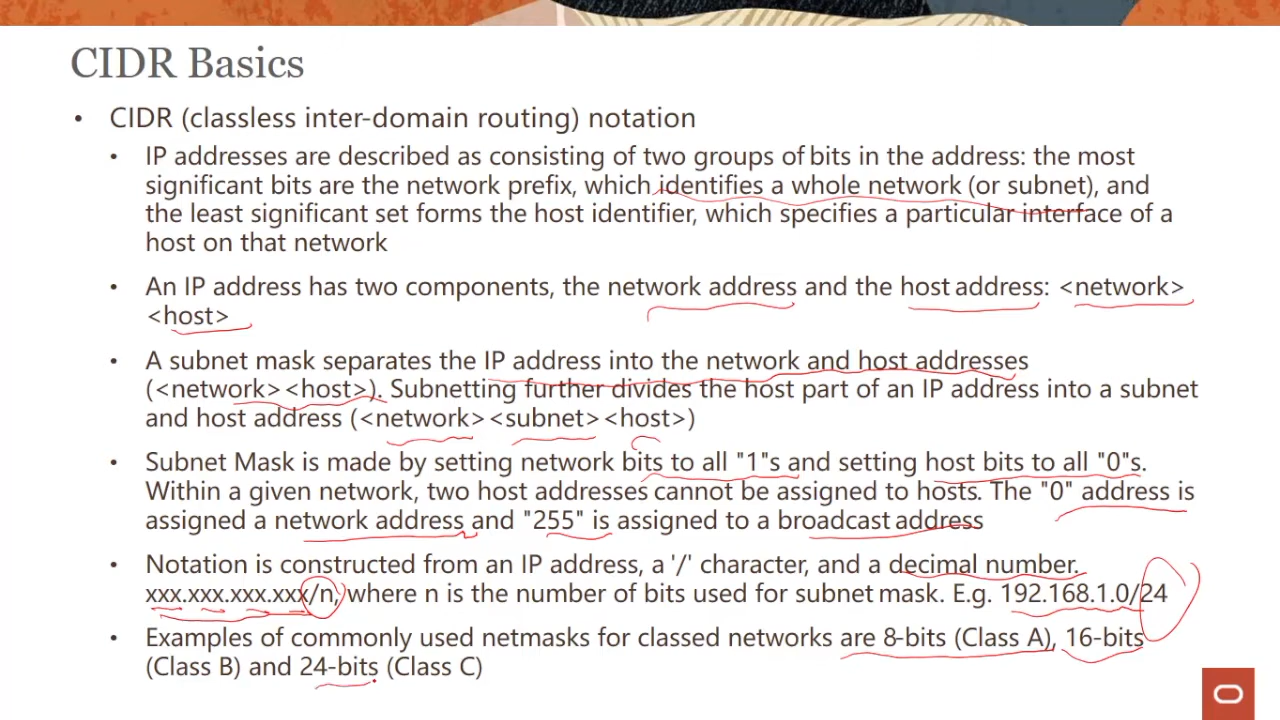 CIDR Basics
• CIDR (classless inter-domain routing) notation
• IP addresses are described as consisting of two groups of bits in the address: the most
significant bits are the network prefix, which identifies a whole network (or subnet), and
the least significant set forms the host identifier, which specifies a particular interface of a
host on that network
• An IP address has two components, the network address and the host address: <network>
<host>
• A subnet mask separates the IP address into the network and host addresses
(<network><host>). Subnetting further divides the host part of an IP address into a subnet
and host address (<network><subnet><host>)
• Subnet Mask is made by setting network bits to all "1"s and setting host bits to all "0"s.
Within a given network, two host addresses cannot be assigned to hosts. The "0" address is
assigned a network address and "255" is assigned to a broadcast address
• Notation is constructed from an IP address, a '/' character, and a decimal number.
xxx.xxx.xxx.xxx/n, where n is the number of bits used for subnet mask. E.g. 192.168.1.0/24
• Examples of commonly used netmasks for classed networks are 8-bits (Class A), 16-bits
(Class B) and 24-bits (Class C)